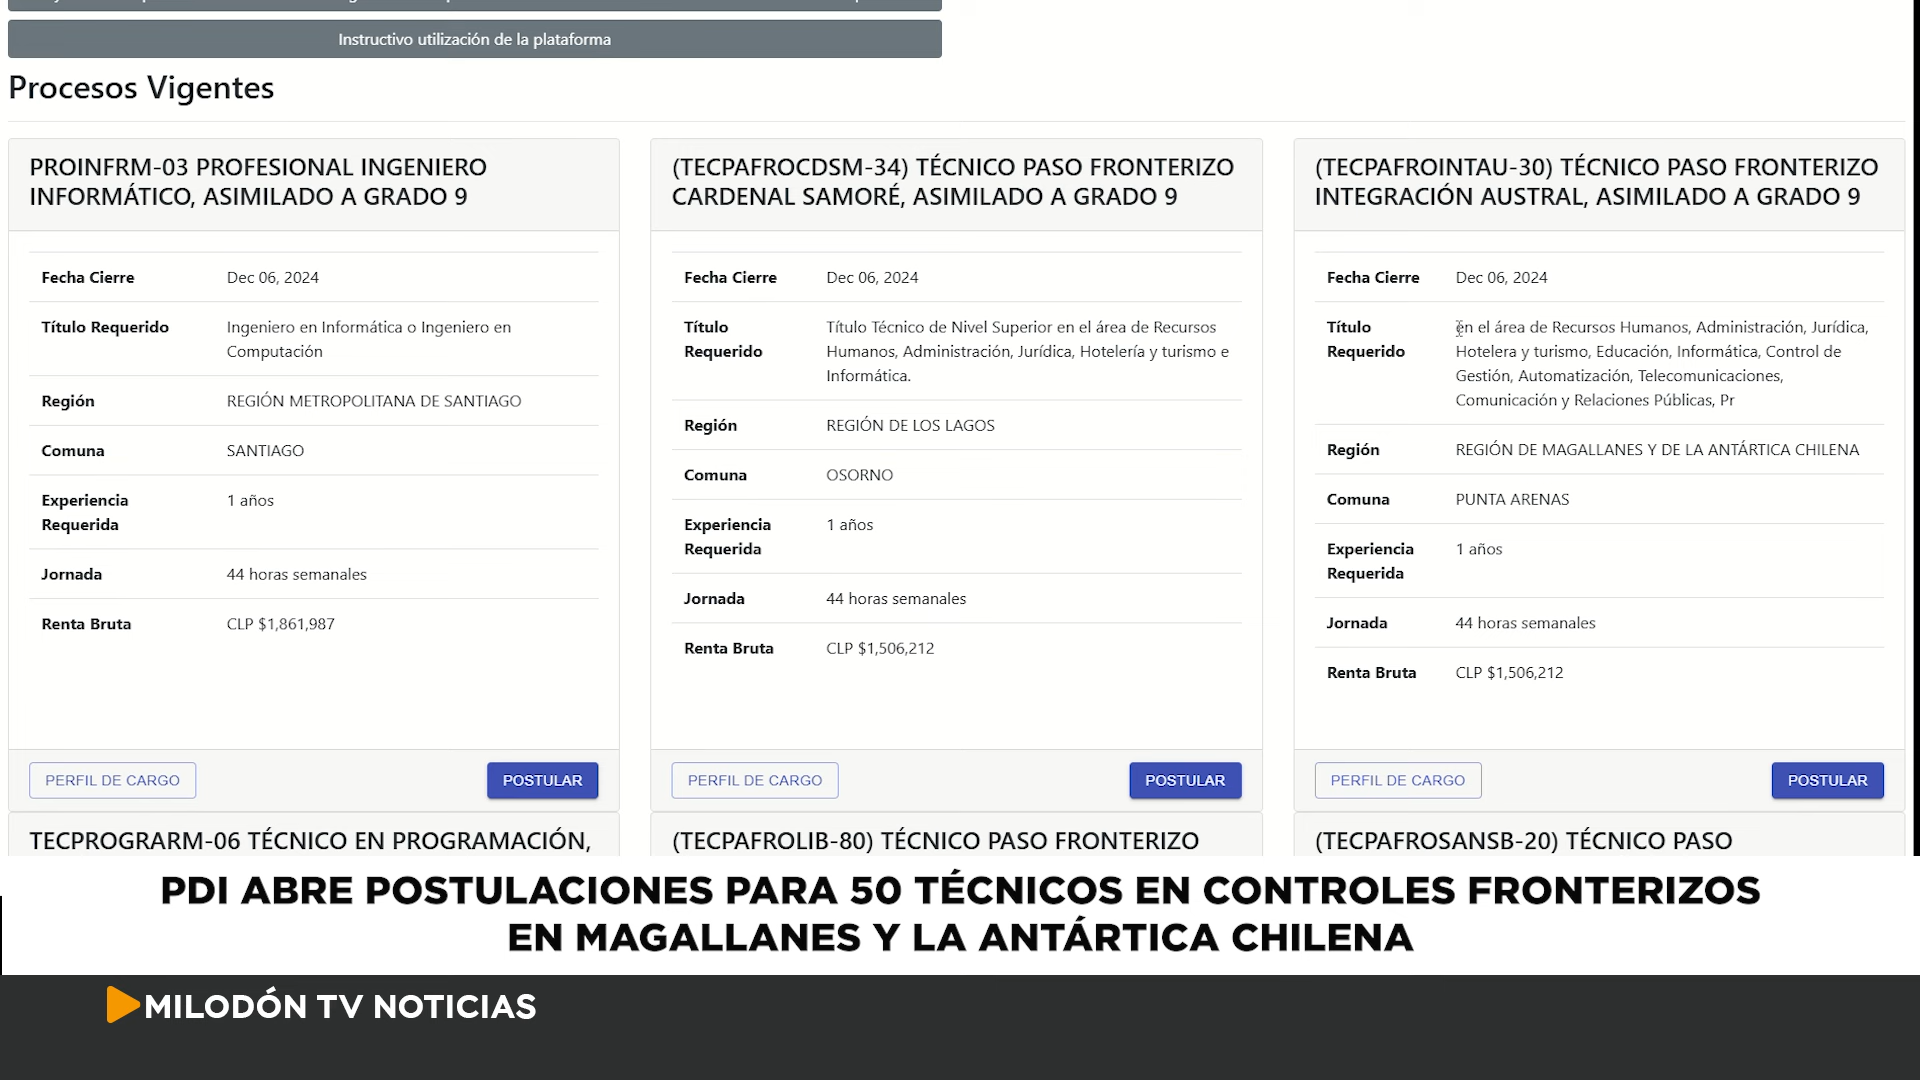 Instructivo utilización de la plataforma
Procesos Vigentes
PROINFRM-03 PROFESIONAL INGENIERO
INFORMÁTICO, ASIMILADO A GRADO 9
Fecha Cierre Dec 06, 2024
Título Requerido Ingeniero en Informática o Ingeniero en
Computación
Región REGIÓN METROPOLITANA DE SANTIAGO
Comuna SANTIAGO
Experiencia 1 años
Requerida
Jornada 44 horas semanales
Renta Bruta CLP $1,861,987
PERFIL DE CARGO POSTULAR
(TECPAFROCDSM-34) TÉCNICO PASO FRONTERIZO
CARDENAL SAMORÉ, ASIMILADO A GRADO 9
Fecha Cierre Dec 06, 2024
Título Título Técnico de Nivel Superior en el área de Recursos
Requerido Humanos, Administración, Jurídica, Hotelería y turismo e
Informática.
Región REGIÓN DE LOS LAGOS
Comuna OSORNO
Experiencia 1 años
Requerida
Jornada 44 horas semanales
Renta Bruta CLP $1,506,212
PERFIL DE CARGO POSTULAR
(TECPAFROINTAU-30) TÉCNICO PASO FRONTERIZO
INTEGRACIÓN AUSTRAL, ASIMILADO A GRADO 9
Fecha Cierre Dec 06, 2024
Título en el área de Recursos Humanos, Administración, Jurídica,
Requerido Hotelera y turismo, Educación, Informática, Control de
Gestión, Automatización, Telecomunicaciones,
Comunicación y Relaciones Públicas, Pr
Región REGIÓN DE MAGALLANES Y DE LA ANTÁRTICA CHILENA
Comuna PUNTA ARENAS
Experiencia 1 años
Requerida
Jornada 44 horas semanales
Renta Bruta CLP $1,506,212
PERFIL DE CARGO POSTULAR
TECPROGRARM-06 TÉCNICO EN PROGRAMACIÓN,
(TECPAFROLIB-80) TÉCNICO PASO FRONTERIZO
(TECPAFROSANSB-20) TÉCNICO PASO
PDI ABRE POSTULACIONES PARA 50 TÉCNICOS EN CONTROLES FRONTERIZOS
EN MAGALLANES Y LA ANTÁRTICA CHILENA
MILODÓN TV NOTICIAS